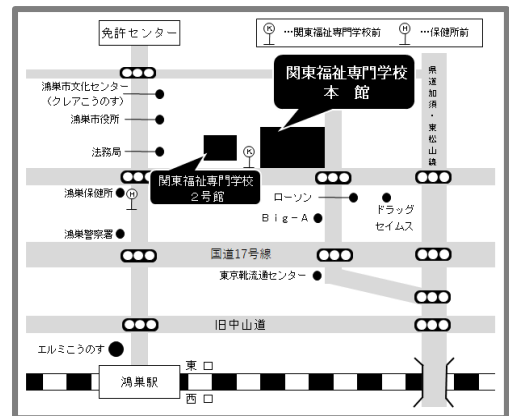 免許センター
Ⓚ …関東福祉専門学校前 Ⓗ …保健所前
関東福祉専門学校
本 館
県道加須・東松山線
鴻巣市文化センター
(クレアこうのす)
鴻巣市役所
法務局
Ⓚ
関東福祉専門学校
2号館
鴻巣保健所
Ⓗ
ローソン
Big-A
ドラッグ
セイムス
鴻巣警察署
国道17号線
東京靴流通センター
旧中山道
エルミこうのす
東 口
鴻巣駅
西 口